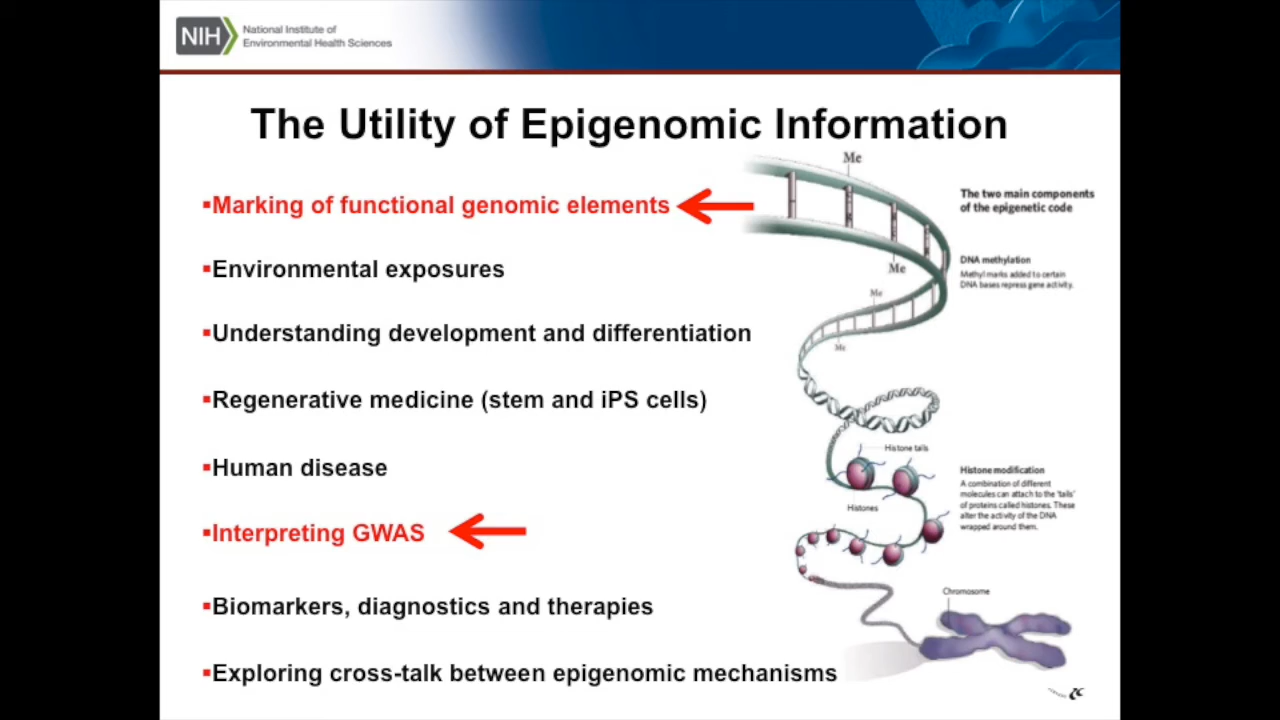 NIH
National Institute of
Environmental Health Sciences
The Utility of Epigenomic Information
▪Marking of functional genomic elements
▪Environmental exposures
▪Understanding development and differentiation
▪Regenerative medicine (stem and iPS cells)
▪Human disease
▪Interpreting GWAS
▪Biomarkers, diagnostics and therapies
▪Exploring cross-talk between epigenomic mechanisms
Me
The two main components
of the epigenetic code
DNA methylation
Methyl marks added to certain
DNA bases repress gene activity.
Me
Me
Me
Histone tails
Histones
Histone modification
A combination of different
molecules can attach to the 'tails'
of proteins called histones. These
alter the activity of the DNA
wrapped around them.
Chromosome